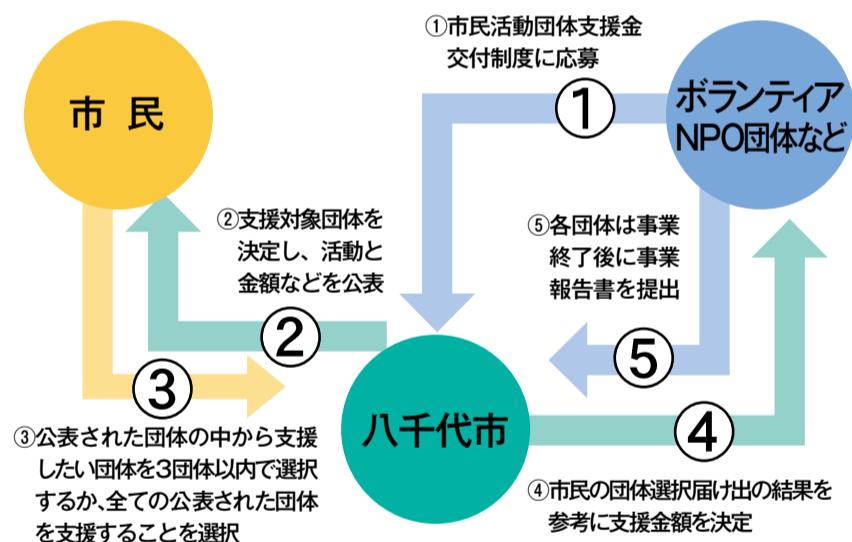 市民
ボランティア
NPO団体など
八千代市
①市民活動団体支援金
交付制度に応募
①
②支援対象団体を
決定し、活動と
金額などを公表
②
③
③公表された団体の中から支援
したい団体を3団体以内で選択
するか、全ての公表された団体
を支援することを選択
④
④市民の団体選択届け出の結果を
参考に支援金額を決定
⑤各団体は事業
終了後に事業
報告書を提出
⑤